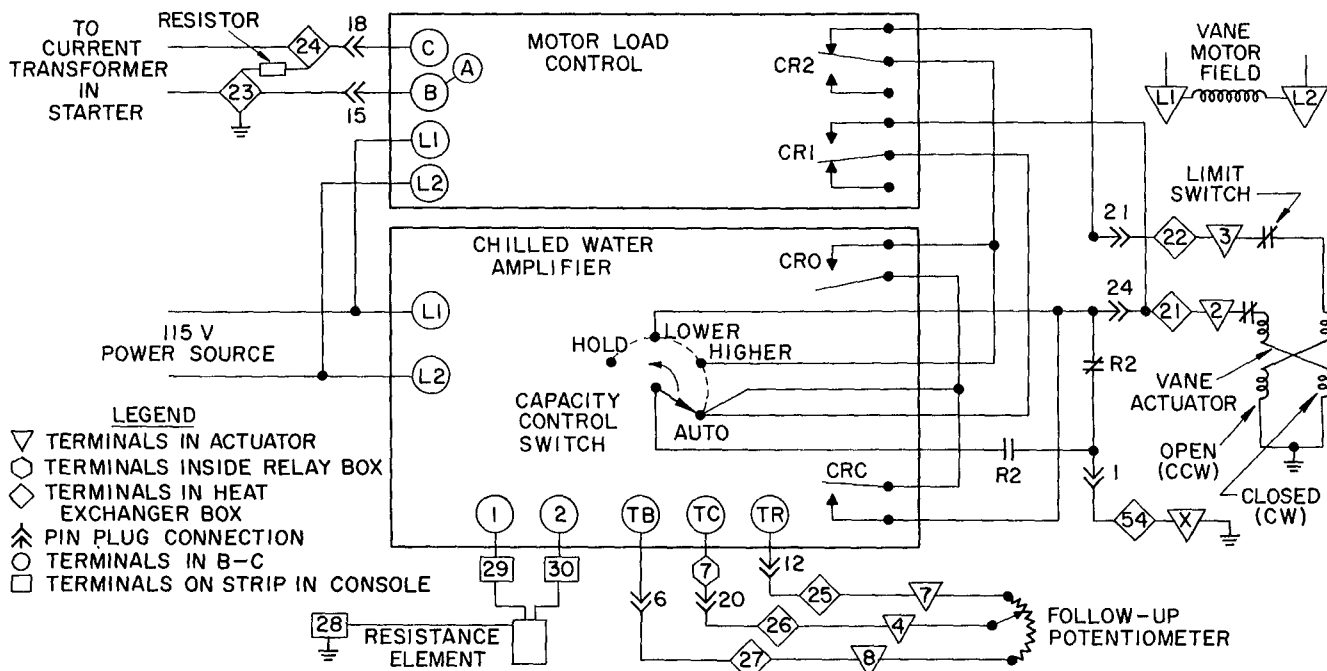 TO
CURRENT
TRANSFORMER
IN
STARTER
RESISTOR
24
18
23
15
C
B
A
L1
L2
MOTOR LOAD
CONTROL
CR2
CR1
VANE
MOTOR
FIELD
L1
L2
LIMIT
SWITCH
21
22
3
24
21
2
R2
VANE
ACTUATOR
OPEN
(CCW)
CLOSED
(CW)
1
54
X
CHILLED WATER
AMPLIFIER
CRO
L1
L2
115 V
POWER SOURCE
HOLD
LOWER
HIGHER
CAPACITY
CONTROL
SWITCH
AUTO
R2
CRC
1
2
TB
TC
TR
29
30
6
7
20
12
25
7
26
4
27
8
FOLLOW-UP
POTENTIOMETER
28
RESISTANCE
ELEMENT
LEGEND
TERMINALS IN ACTUATOR
TERMINALS INSIDE RELAY BOX
TERMINALS IN HEAT
EXCHANGER BOX
PIN PLUG CONNECTION
TERMINALS IN B-C
TERMINALS ON STRIP IN CONSOLE